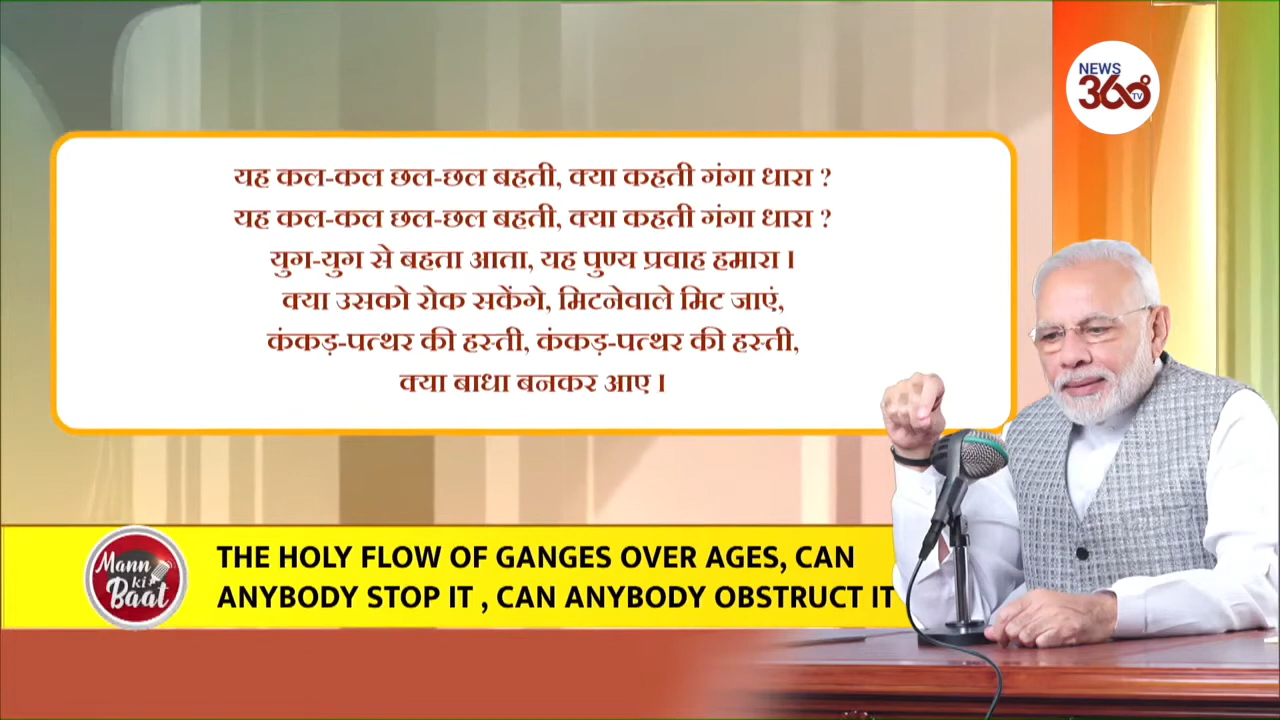 NEWS
360°
TV
यह कल-कल छल-छल बहती, क्या कहती गंगा धारा ?
यह कल-कल छल-छल बहती, क्या कहती गंगा धारा ?
युग-युग से बहता आता, यह पुण्य प्रवाह हमारा ।
क्या उसको रोक सकेंगे, मिटनेवाले मिट जाएं,
कंकड़-पत्थर की हस्ती, कंकड़-पत्थर की हस्ती,
क्या बाधा बनकर आए ।
Mann
ki
Baat
THE HOLY FLOW OF GANGES OVER AGES, CAN
ANYBODY STOP IT , CAN ANYBODY OBSTRUCT IT